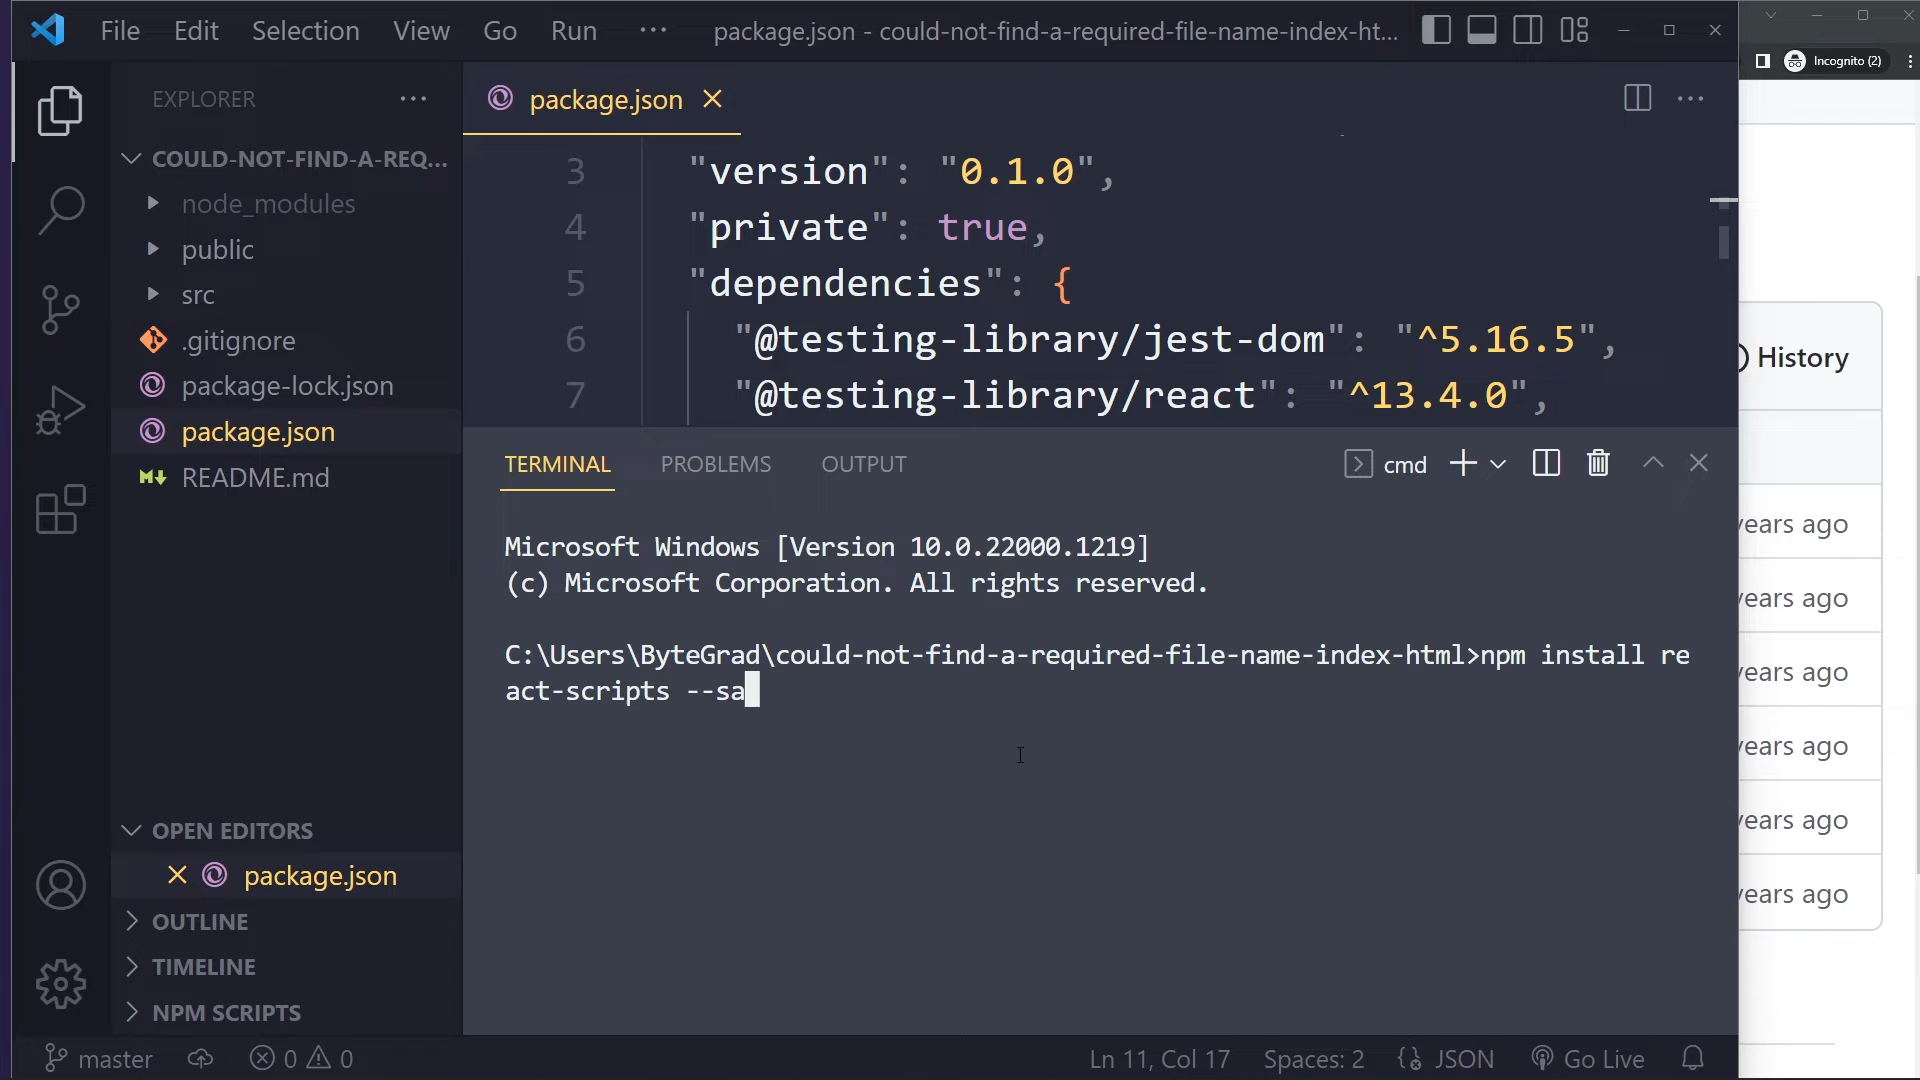 File Edit Selection View Go Run ... package.json - could-not-find-a-required-file-name-index-ht...
Incognito (2)
EXPLORER
package.json
COULD-NOT-FIND-A-REQ...
node_modules
public
src
.gitignore
package-lock.json
package.json
README.md
3 "version": "0.1.0",
4 "private": true,
5 "dependencies": {
6 "@testing-library/jest-dom": "^5.16.5",
7 "@testing-library/react": "^13.4.0",
History
TERMINAL PROBLEMS OUTPUT
cmd
Microsoft Windows [Version 10.0.22000.1219]
(c) Microsoft Corporation. All rights reserved.
C:\Users\ByteGrad\could-not-find-a-required-file-name-index-html>npm install re
act-scripts --sa
years ago
years ago
years ago
years ago
years ago
years ago
OPEN EDITORS
package.json
OUTLINE
TIMELINE
NPM SCRIPTS
master 0 0
Ln 11, Col 17 Spaces: 2 JSON Go Live